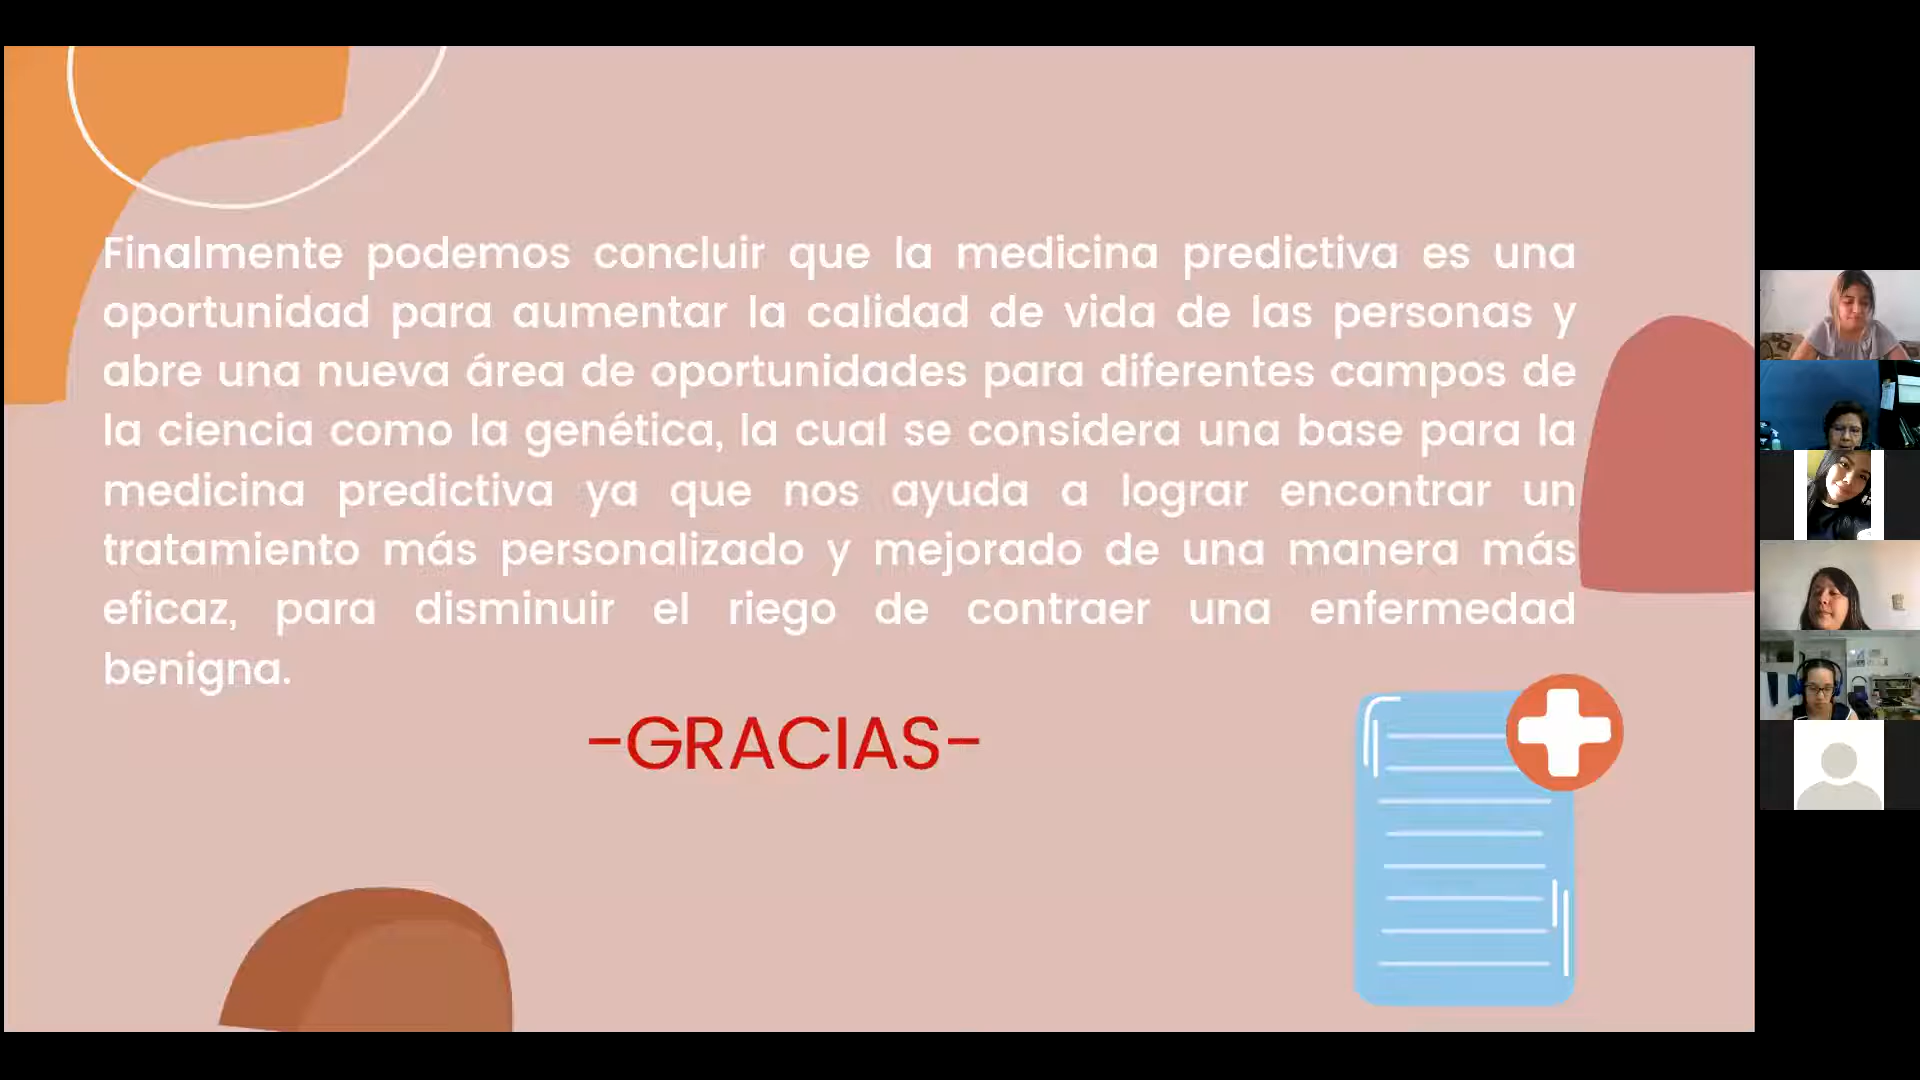 Finalmente podemos concluir que la medicina predictiva es una
oportunidad para aumentar la calidad de vida de las personas y
abre una nueva área de oportunidades para diferentes campos de
la ciencia como la genética, la cual se considera una base para la
medicina predictiva ya que nos ayuda a lograr encontrar un
tratamiento más personalizado y mejorado de una manera más
eficaz, para disminuir el riego de contraer una enfermedad
benigna.
-GRACIAS-